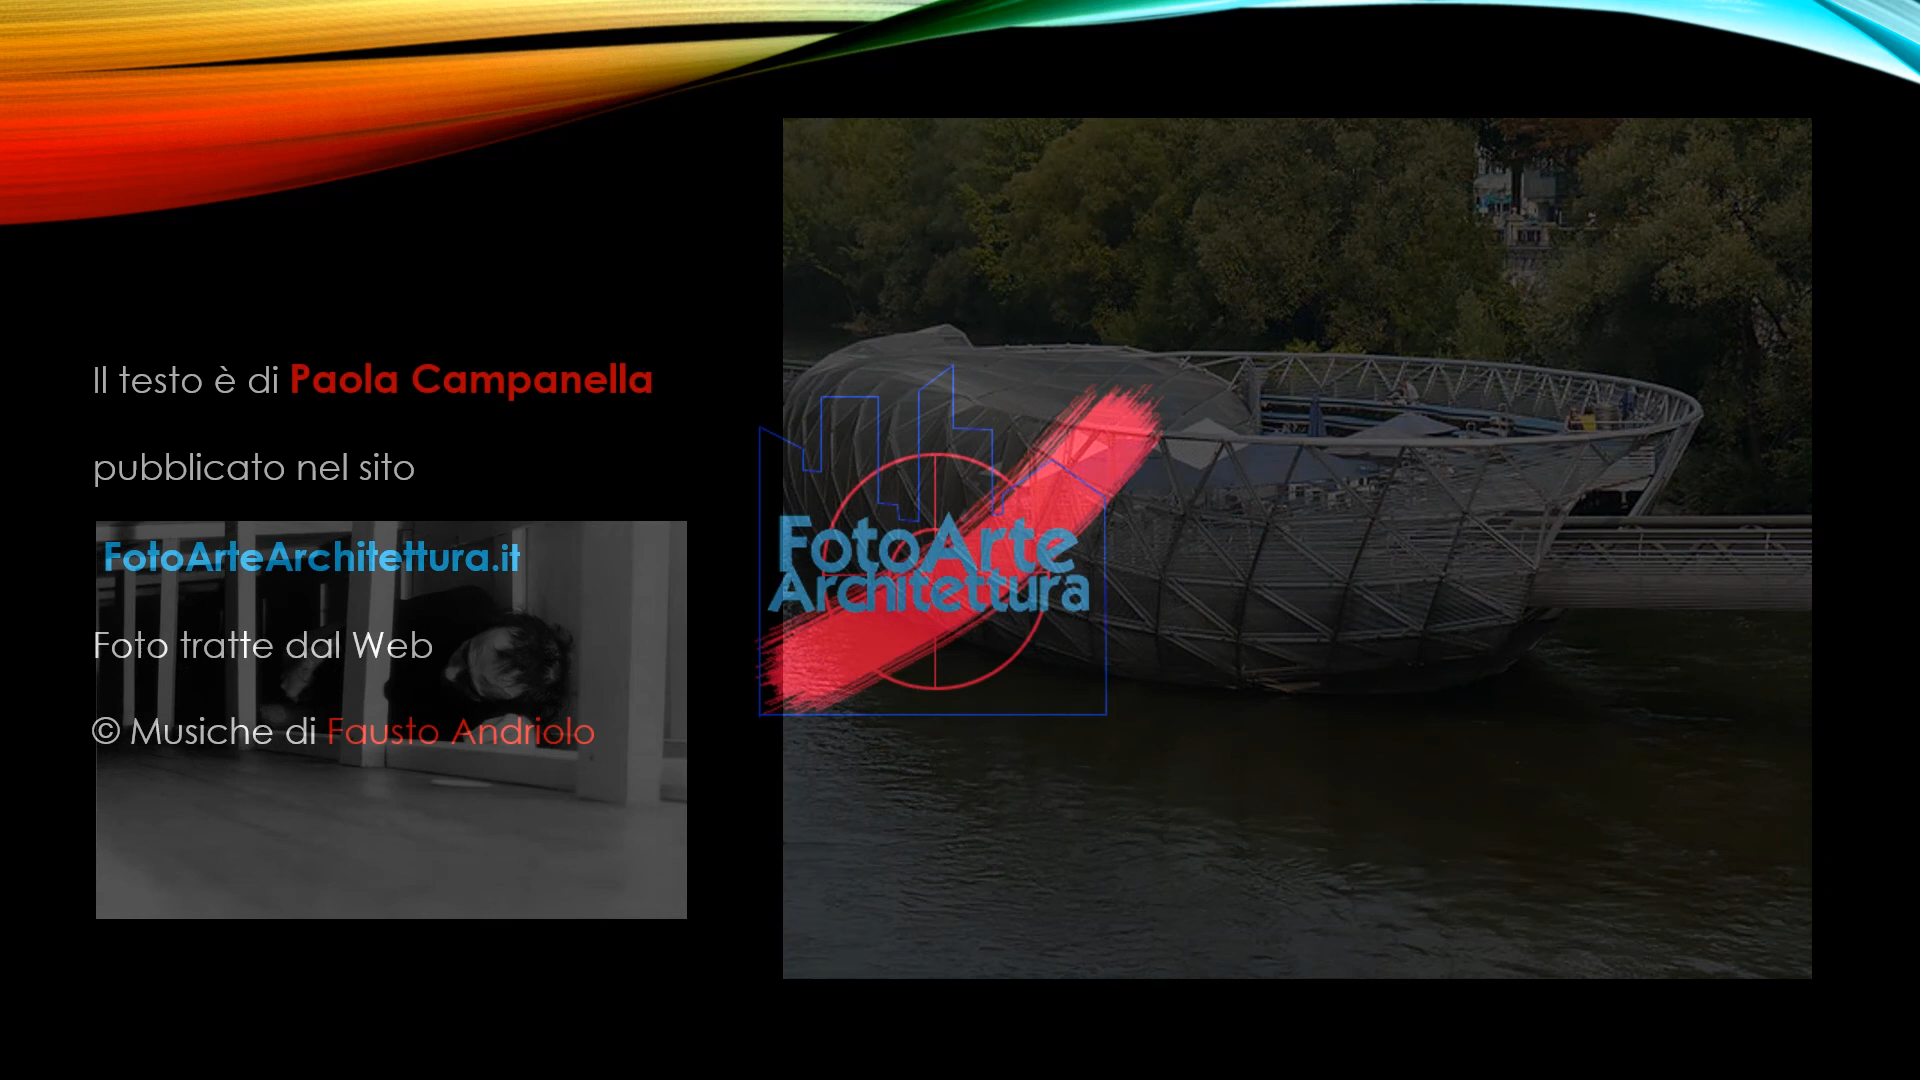 Il testo è di Paola Campanella
pubblicato nel sito
FotoArteArchitettura.it
Foto tratte dal Web
© Musiche di Fausto Andriolo
FotoArte
Architettura